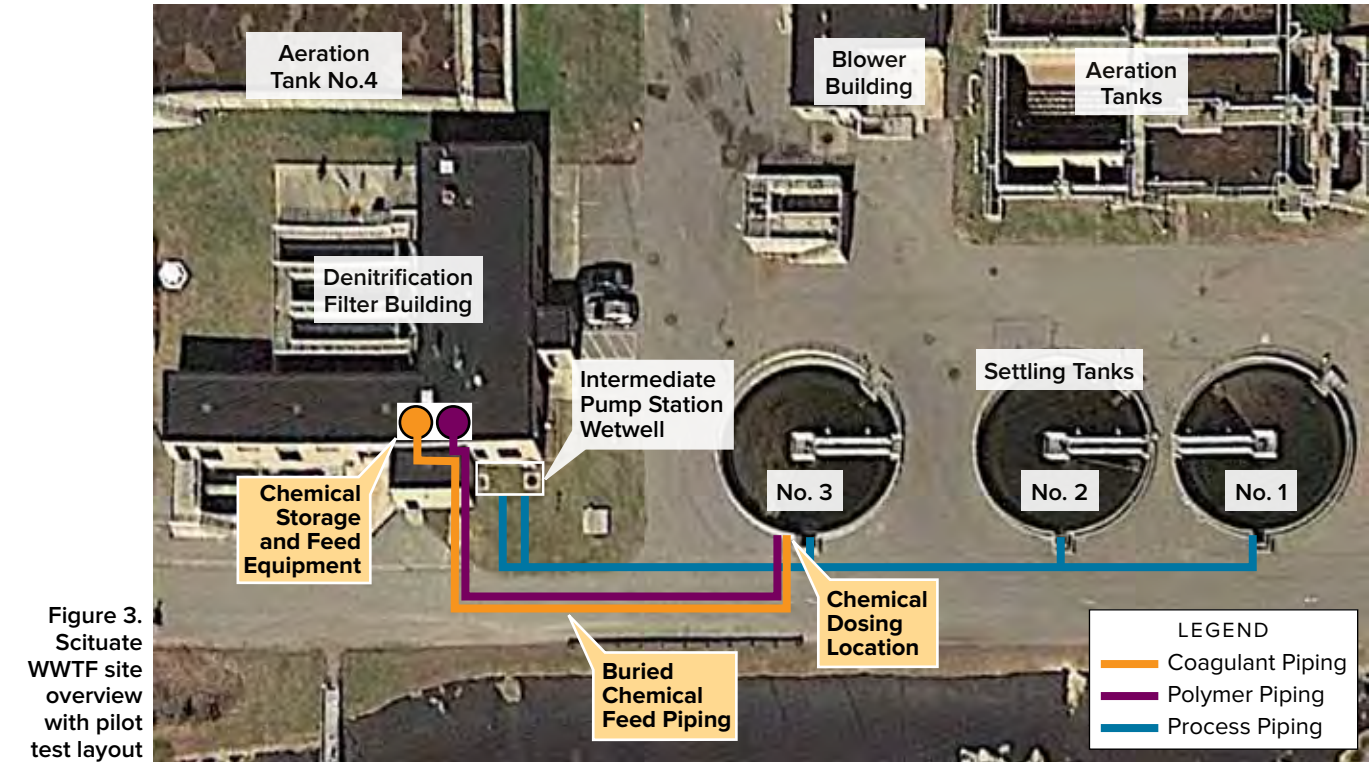 Aeration
Tank No.4
Blower
Building
Aeration
Tanks
Denitrification
Filter Building
Intermediate
Pump Station
Wetwell
Settling Tanks
No. 3
No. 2
No. 1
Chemical
Storage
and Feed
Equipment
Chemical
Dosing
Location
Buried
Chemical
Feed Piping
LEGEND
Coagulant Piping
Polymer Piping
Process Piping
Figure 3.
Scituate
WWTF site
overview
with pilot
test layout